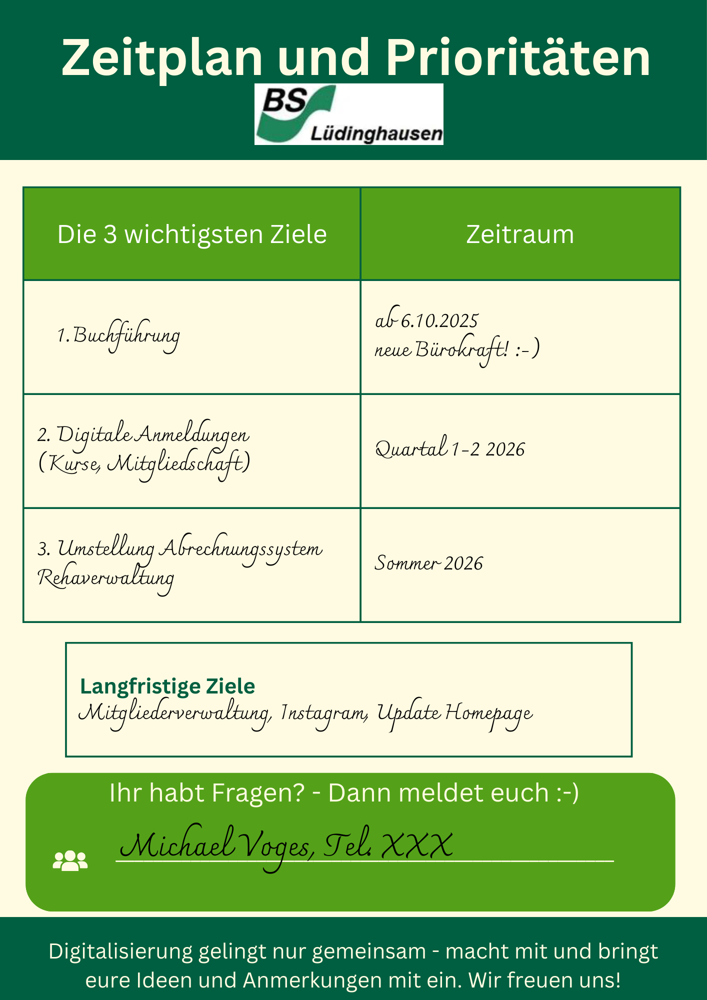 Zeitplan und Prioritäten
BS
Lüdinghausen
Die 3 wichtigsten Ziele
Zeitraum
1. Buchführung
ab 6.10.2025
neue Bürokraft! :-)
2. Digitale Anmeldungen
(Kurse, Mitgliedschaft)
Quartal 1-2 2026
3. Umstellung Abrechnungssystem
Rehaverwaltung
Sommer 2026
Langfristige Ziele
Mitgliederverwaltung, Instagram, Update Homepage
Ihr habt Fragen? - Dann meldet euch :-)
Michael Voges, Tel. XXX
Digitalisierung gelingt nur gemeinsam - macht mit und bringt
eure Ideen und Anmerkungen mit ein. Wir freuen uns!